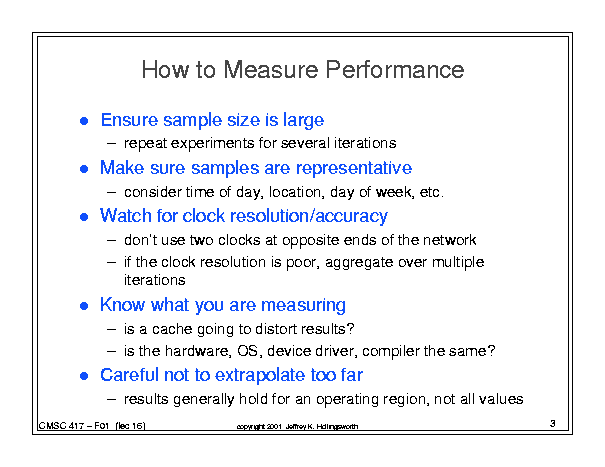 How to Measure Performance
● Ensure sample size is large
– repeat experiments for several iterations
● Make sure samples are representative
– consider time of day, location, day of week, etc.
● Watch for clock resolution/accuracy
– don't use two clocks at opposite ends of the network
– if the clock resolution is poor, aggregate over multiple
iterations
● Know what you are measuring
– is a cache going to distort results?
– is the hardware, OS, device driver, compiler the same?
● Careful not to extrapolate too far
– results generally hold for an operating region, not all values
CMSC 417 – F01 (lec 16)
copyright 2001 Jeffrey K. Hollingsworth
3